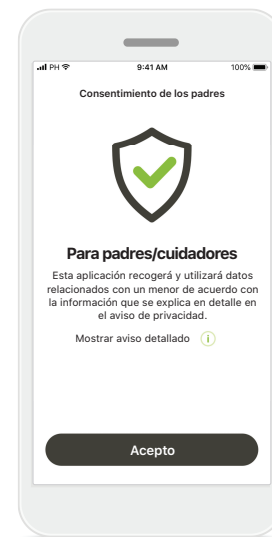 PH 9:41 AM 100%
Consentimiento de los padres
Para padres/cuidadores
Esta aplicación recogerá y utilizará datos
relacionados con un menor de acuerdo con
la información que se explica en detalle en
el aviso de privacidad.
Mostrar aviso detallado i
Acepto